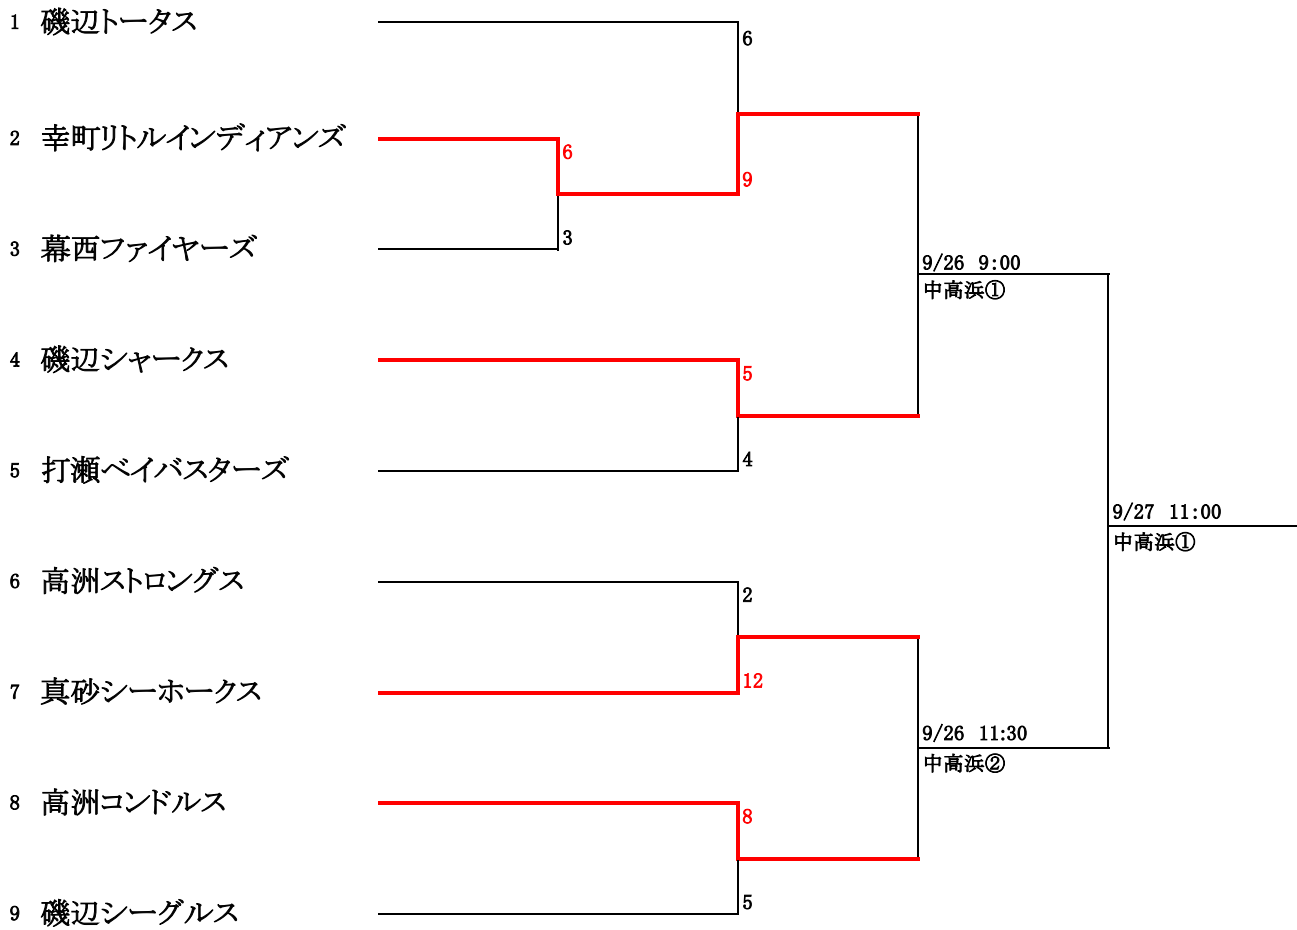 1 磯辺トータス
6
2 幸町リトルインディアンズ
6
9
3 幕西ファイヤーズ
3
9/26 9:00
中高浜①
4 磯辺シャークス
5
5 打瀬ベイバスターズ
4
9/27 11:00
中高浜①
6 高洲ストロングス
2
7 真砂シーホークス
12
9/26 11:30
中高浜②
8 高洲コンドルス
8
9 磯辺シーグルス
5